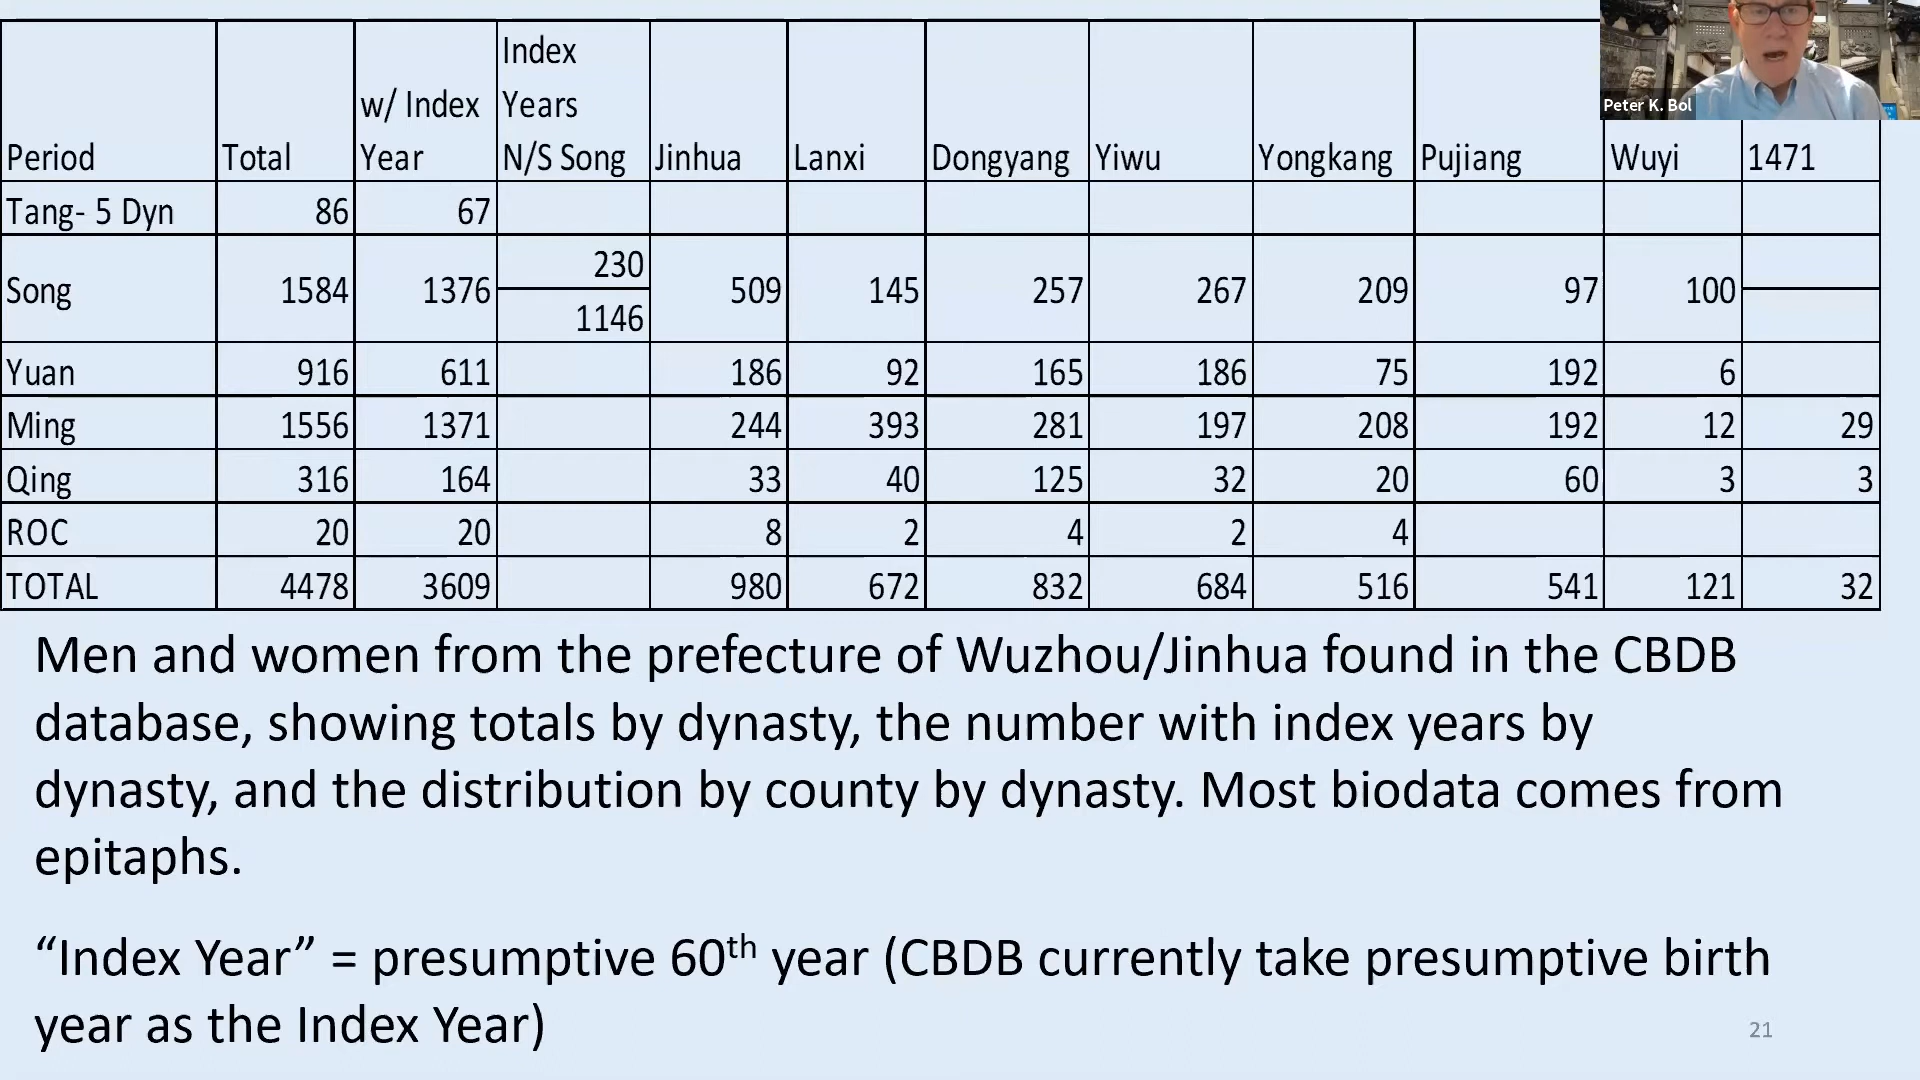 Peter K. Bol
Period Total w/ Index Year Index Years N/S Song Jinhua Lanxi Dongyang Yiwu Yongkang Pujiang Wuyi 1471
Tang- 5 Dyn 86 67
Song 1584 1376 230 1146 509 145 257 267 209 97 100
Yuan 916 611 186 92 165 186 75 192 6
Ming 1556 1371 244 393 281 197 208 192 12 29
Qing 316 164 33 40 125 32 20 60 3 3
ROC 20 20 8 2 4 2 4
TOTAL 4478 3609 980 672 832 684 516 541 121 32
Men and women from the prefecture of Wuzhou/Jinhua found in the CBDB
database, showing totals by dynasty, the number with index years by
dynasty, and the distribution by county by dynasty. Most biodata comes from
epitaphs.
“Index Year” = presumptive 60th year (CBDB currently take presumptive birth
year as the Index Year)
21